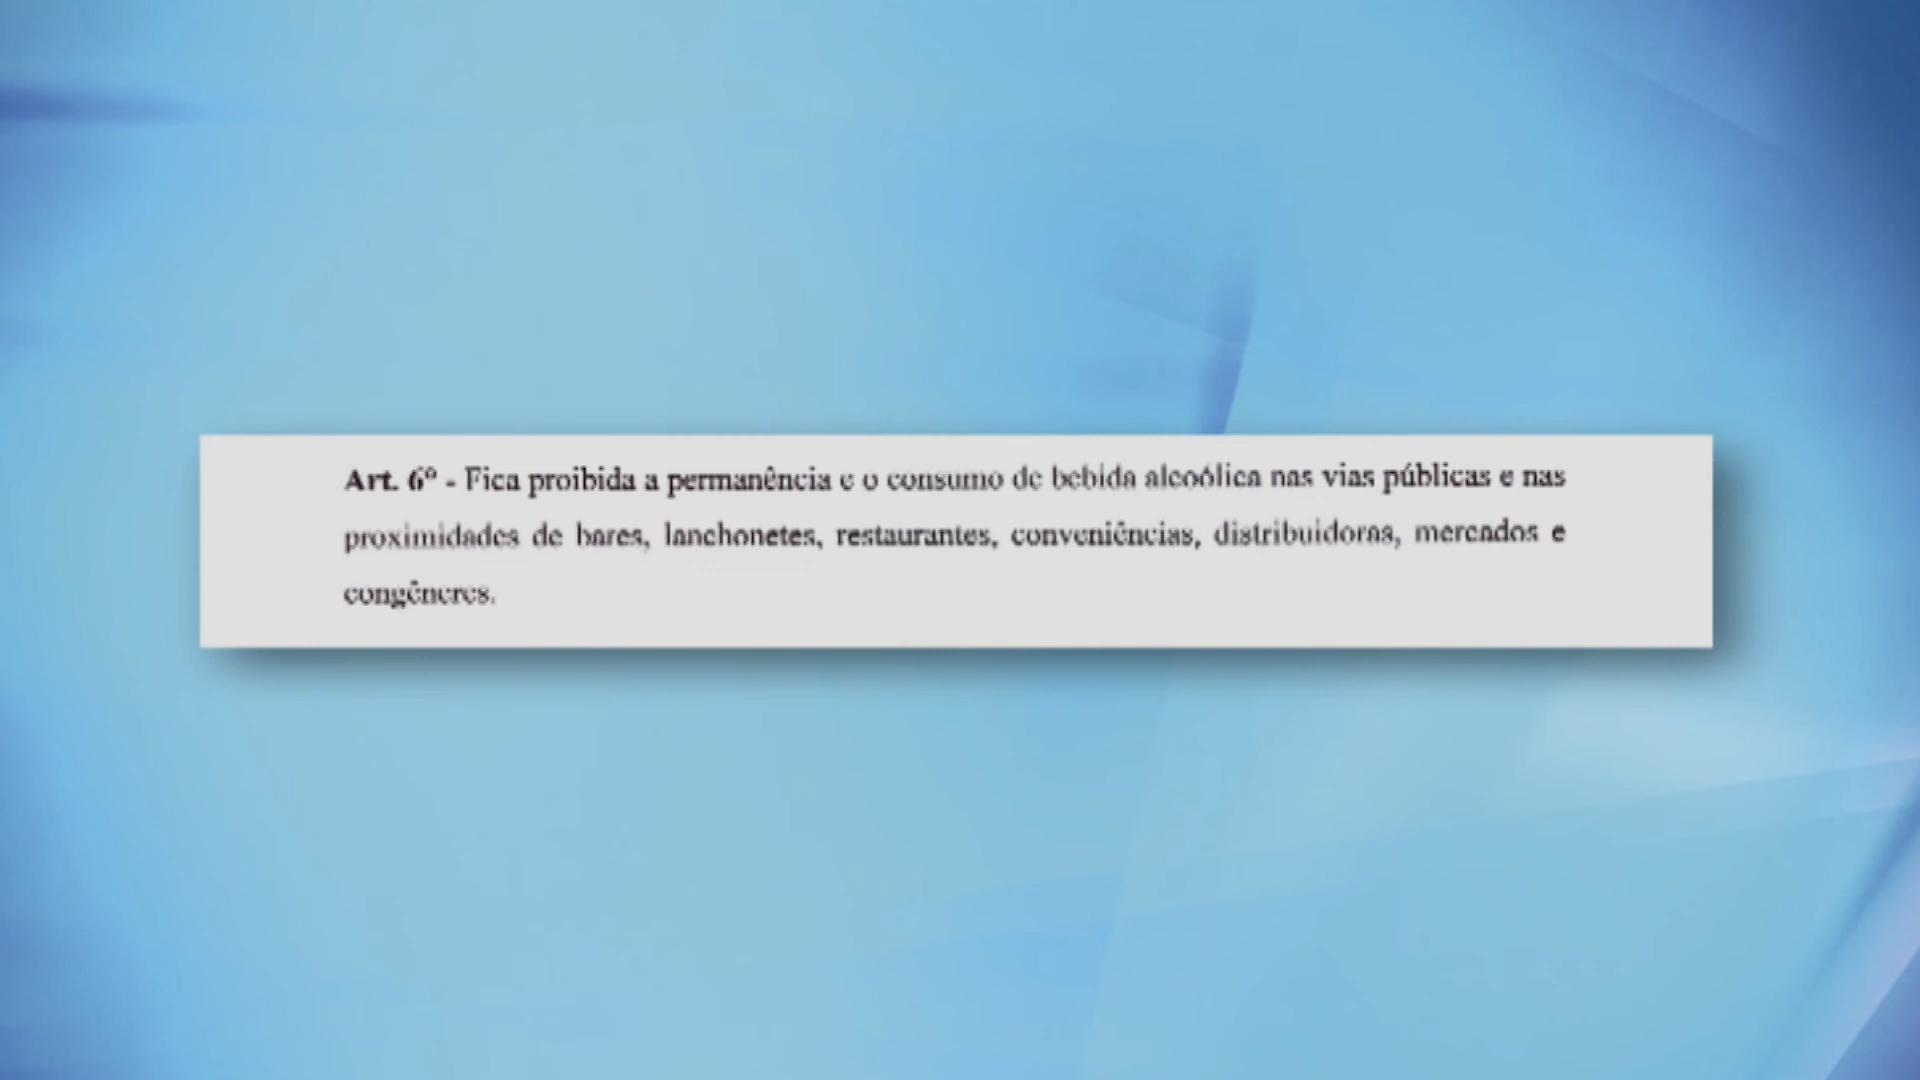 Art. 6º - Fica proibida a permanência e o consumo de bebida alcoólica nas vias públicas e nas
proximidades de bares, lanchonetes, restaurantes, conveniências, distribuidoras, mercados e
congêneres.